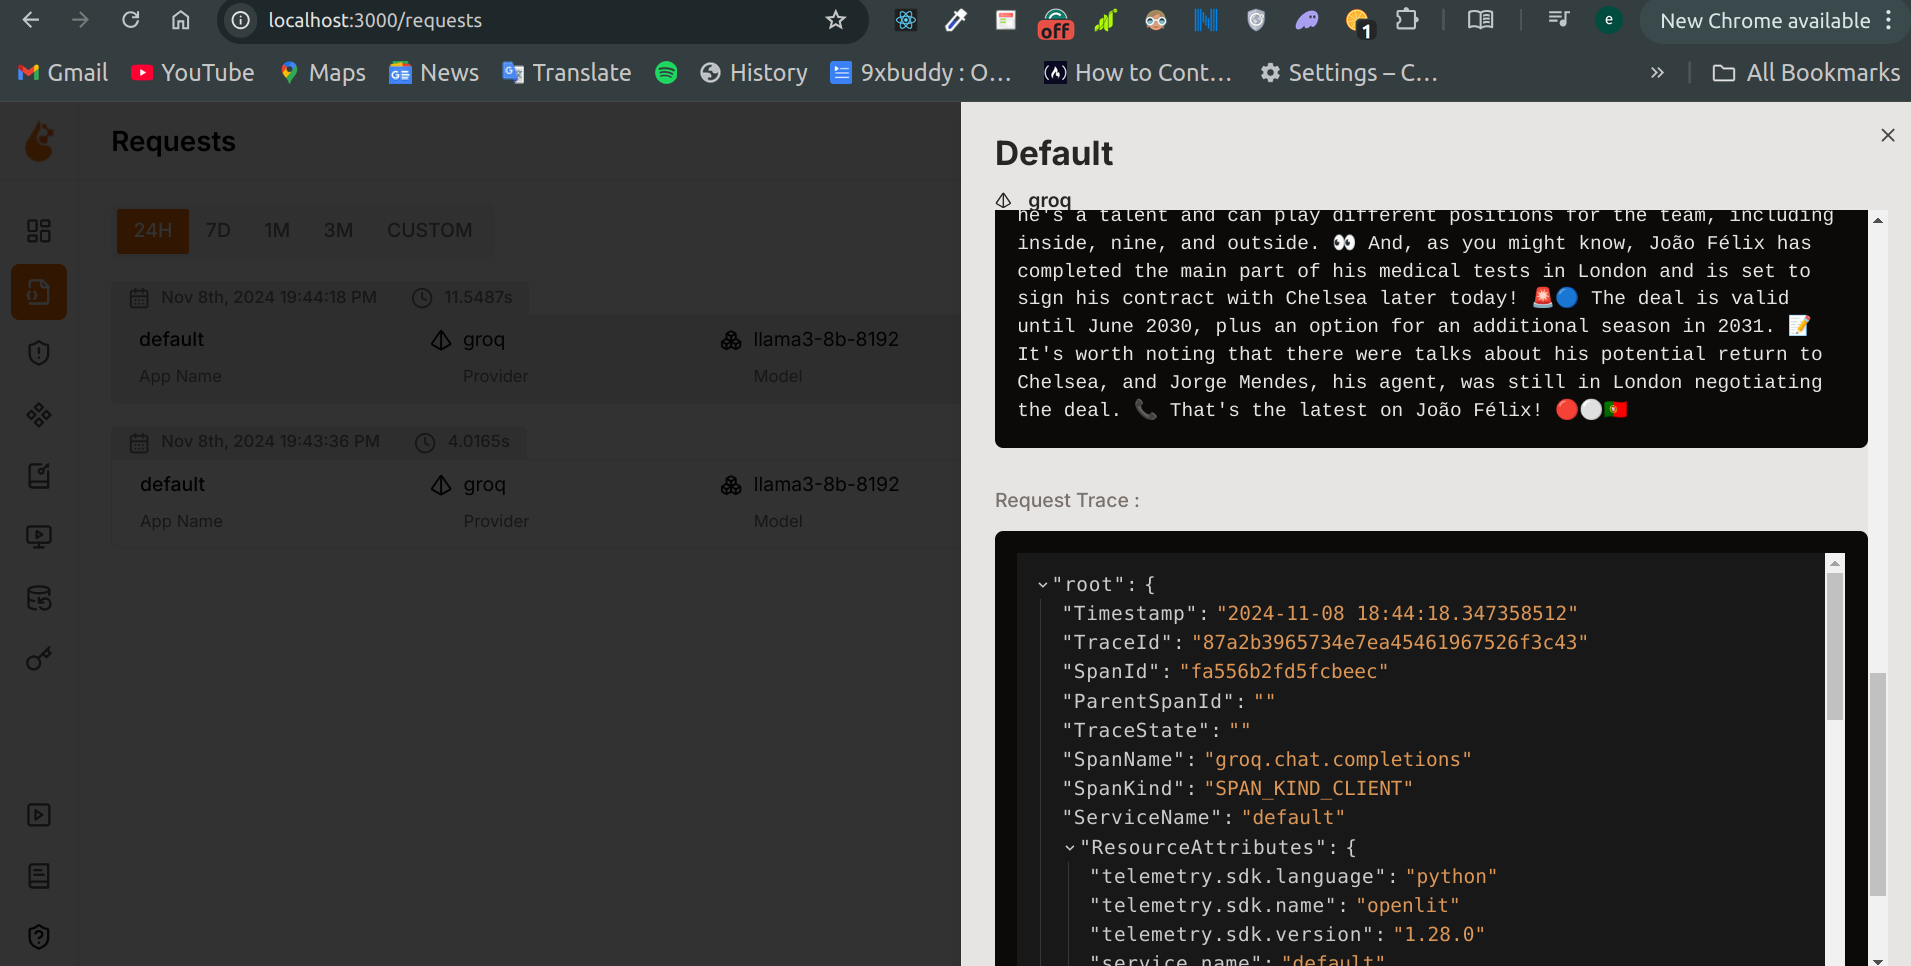 localhost:3000/requests
off
1
e
New Chrome available
Gmail
YouTube
Maps
News
Translate
History
9xbuddy : O…
How to Cont…
Settings – C…
»
All Bookmarks
Requests
24H 7D 1M 3M CUSTOM
Nov 8th, 2024 19:44:18 PM 11.5487s
default groq llama3-8b-8192
App Name Provider Model
Nov 8th, 2024 19:43:36 PM 4.0165s
default groq llama3-8b-8192
App Name Provider Model
Default
groq
he's a talent and can play different positions for the team, including
inside, nine, and outside. 👀 And, as you might know, João Félix has
completed the main part of his medical tests in London and is set to
sign his contract with Chelsea later today! 🚨🔵 The deal is valid
until June 2030, plus an option for an additional season in 2031. 📝
It's worth noting that there were talks about his potential return to
Chelsea, and Jorge Mendes, his agent, was still in London negotiating
the deal. 📞 That's the latest on João Félix! 🔴⚪🇵🇹
Request Trace :
"root": {
"Timestamp": "2024-11-08 18:44:18.347358512"
"TraceId": "87a2b3965734e7ea45461967526f3c43"
"SpanId": "fa556b2fd5fcbeec"
"ParentSpanId": ""
"TraceState": ""
"SpanName": "groq.chat.completions"
"SpanKind": "SPAN_KIND_CLIENT"
"ServiceName": "default"
"ResourceAttributes": {
"telemetry.sdk.language": "python"
"telemetry.sdk.name": "openlit"
"telemetry.sdk.version": "1.28.0"
"service.name": "default"